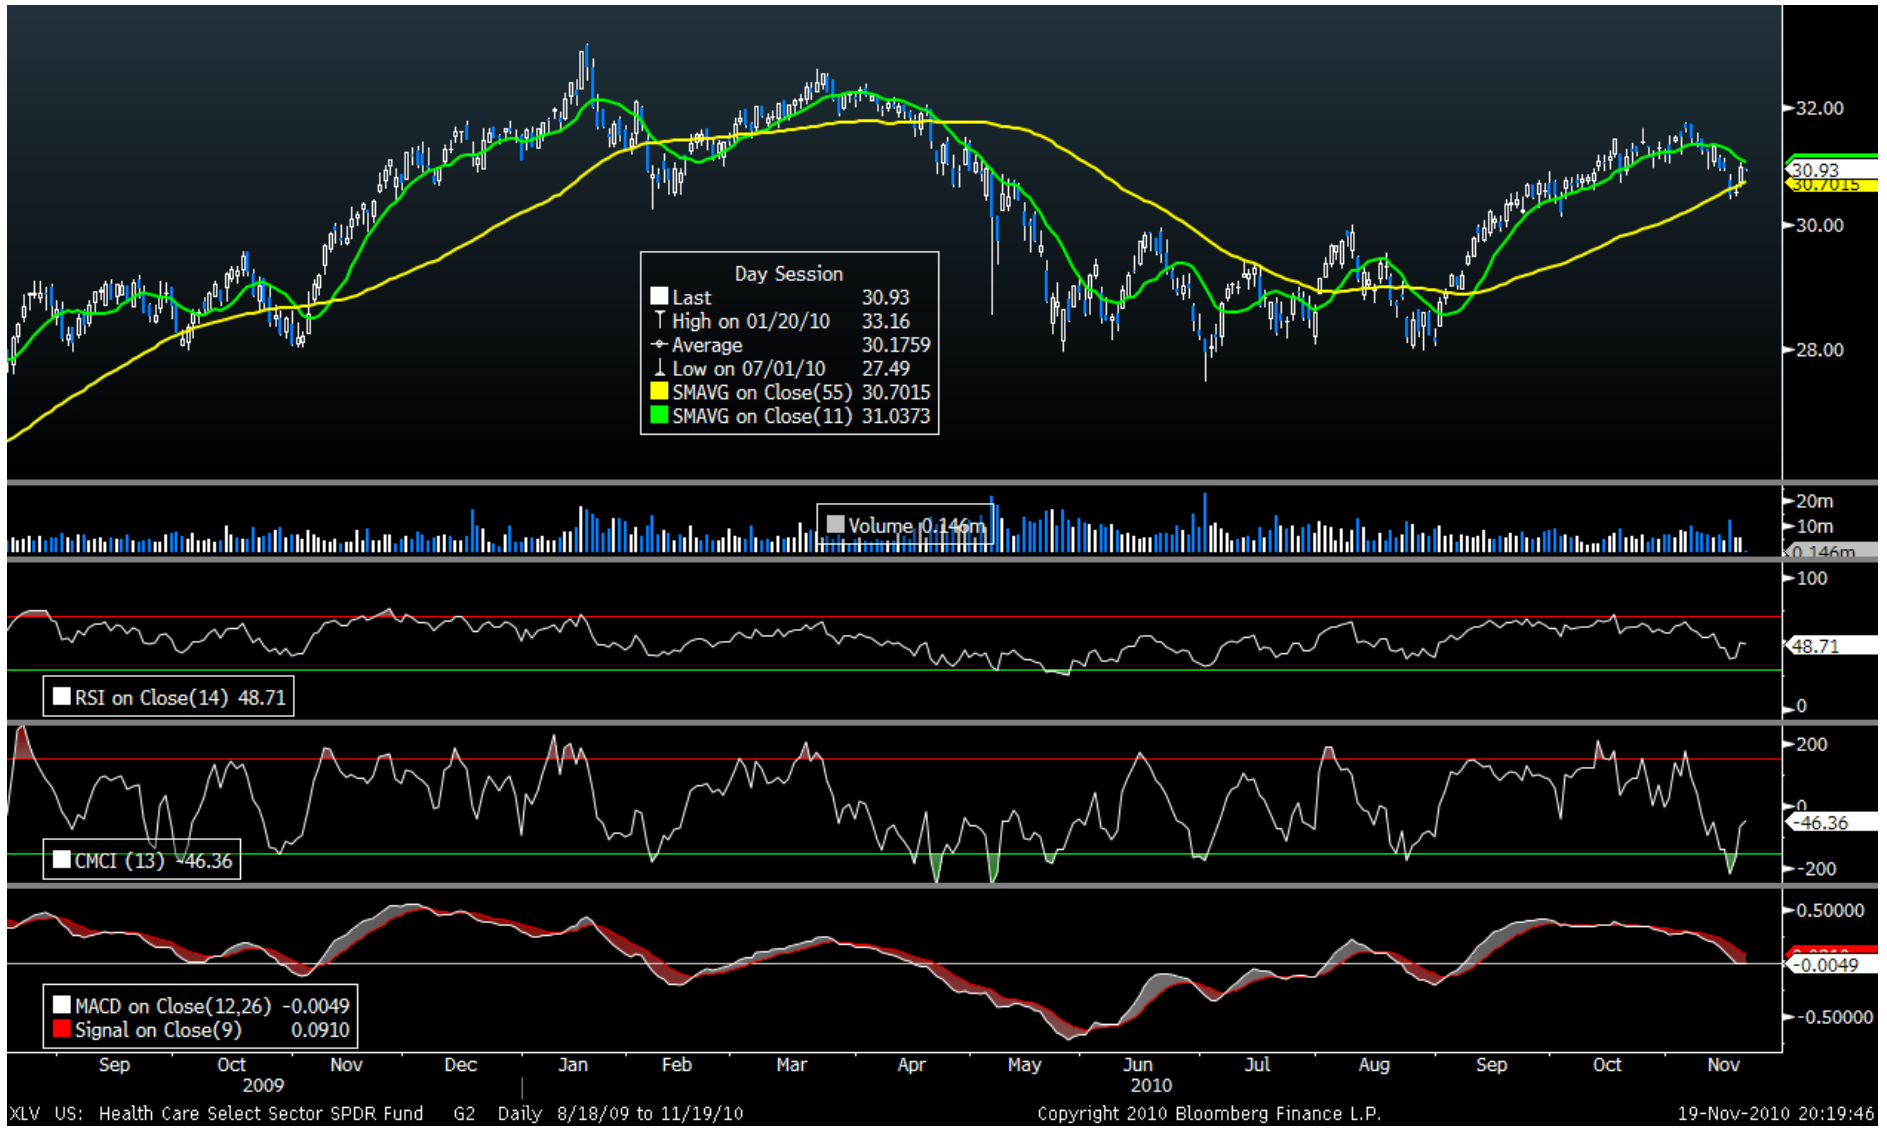 32.00
30.93
30.7015
30.00
28.00
Day Session
Last 30.93
High on 01/20/10 33.16
Average 30.1759
Low on 07/01/10 27.49
SMAVG on Close(55) 30.7015
SMAVG on Close(11) 31.0373
20m
10m
0.146m
Volume 0.146m
100
48.71
0
RSI on Close(14) 48.71
200
0
-46.36
-200
CMCI (13) -46.36
0.50000
-0.0049
-0.50000
MACD on Close(12,26) -0.0049
Signal on Close(9) 0.0910
Sep Oct Nov Dec Jan Feb Mar Apr May Jun Jul Aug Sep Oct Nov
2009 2010
XLV US: Health Care Select Sector SPDR Fund G2 Daily 8/18/09 to 11/19/10 Copyright 2010 Bloomberg Finance L.P. 19-Nov-2010 20:19:46